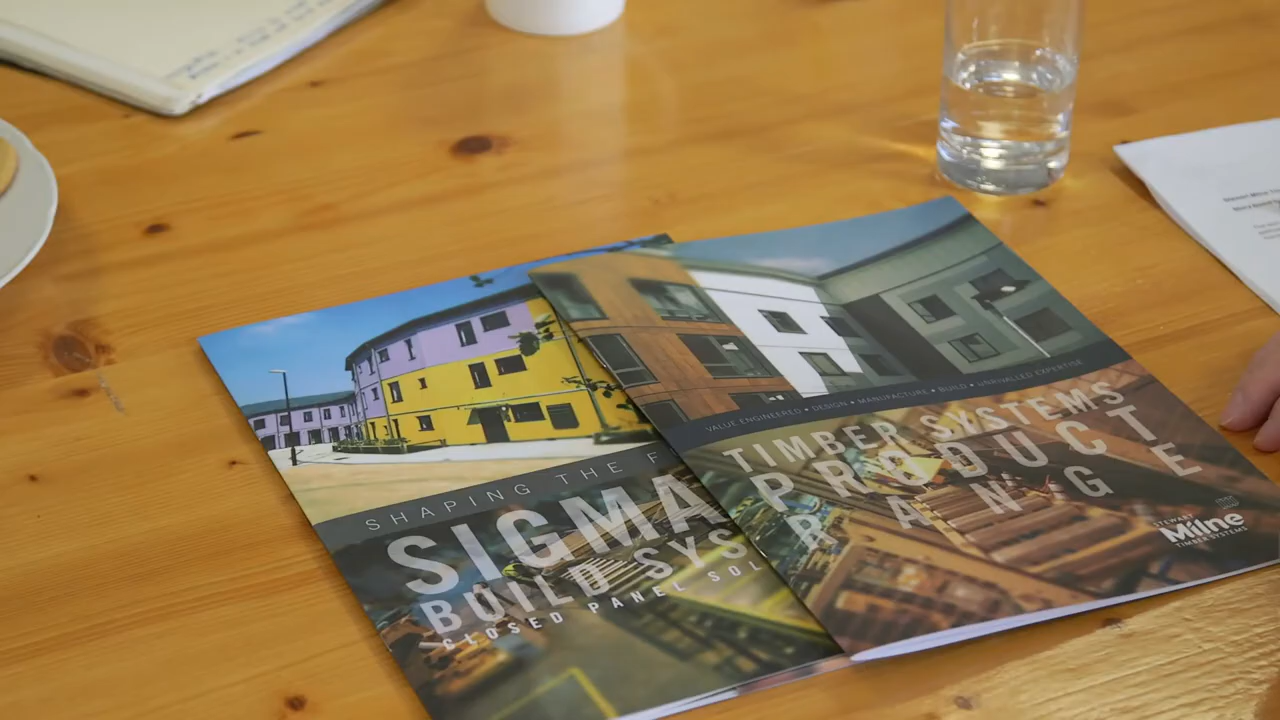 SHAPING THE F
SIGMA
BUILD SYS
CLOSED PANEL SOL
VALUE ENGINEERED • DESIGN • MANUFACTURE • BUILD • UNRIVALLED EXPERTISE
TIMBER SYSTEMS
PRODUCT
RANGE
STEWART
Milne
TIMBER SYSTEMS